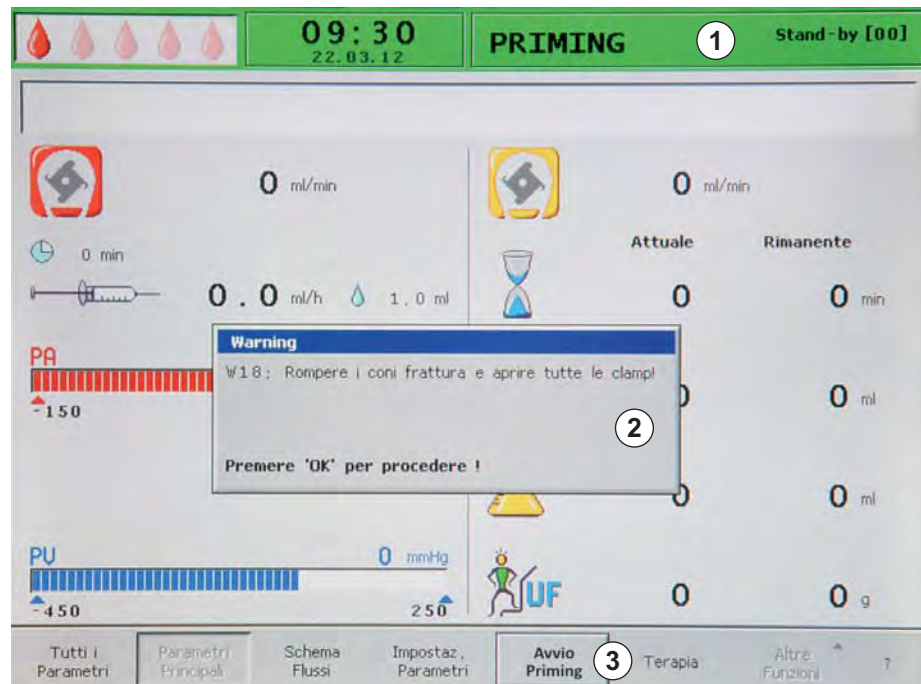 09:30
22.03.12
PRIMING
1
Stand-by [00]
0 ml/min
0 ml/min
Attuale
Rimanente
0 min
0.0 ml/h
1.0 ml
0
0 min
PA
-150
Warning
W18: Rompere i coni frattura e aprire tutte le clamp!
2
Premere 'OK' per procedere !
0 ml
0
0 ml
PV
0 mmHg
-450
250
UF
0
0 g
Tutti i
Parametri
Parametri
Principali
Schema
Flussi
Impostaz.
Parametri
Avvio
Priming
3
Terapia
Altre
Funzioni
?